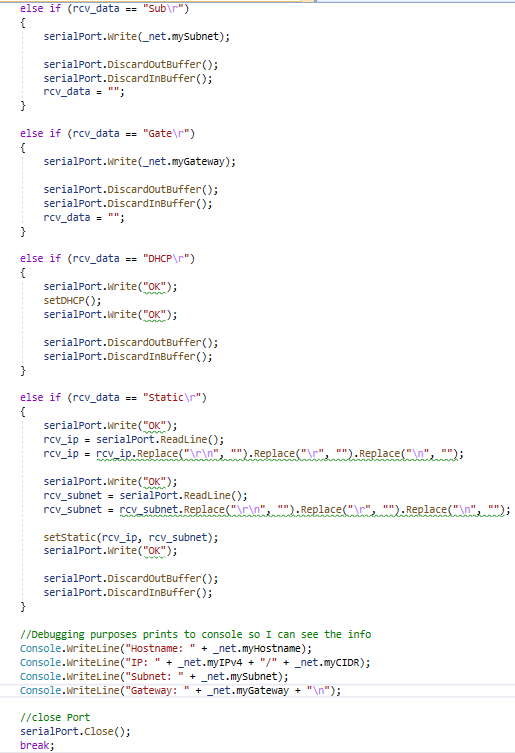 else if (rcv_data == "Sub\r")
{
serialPort.Write(_net.mySubnet);
serialPort.DiscardOutBuffer();
serialPort.DiscardInBuffer();
rcv_data = "";
}
else if (rcv_data == "Gate\r")
{
serialPort.Write(_net.myGateway);
serialPort.DiscardOutBuffer();
serialPort.DiscardInBuffer();
rcv_data = "";
}
else if (rcv_data == "DHCP\r")
{
serialPort.Write("OK");
setDHCP();
serialPort.Write("OK");
serialPort.DiscardOutBuffer();
serialPort.DiscardInBuffer();
}
else if (rcv_data == "Static\r")
{
serialPort.Write("OK");
rcv_ip = serialPort.ReadLine();
rcv_ip = rcv_ip.Replace("\r\n", "").Replace("\r", "").Replace("\n", "");
serialPort.Write("OK");
rcv_subnet = serialPort.ReadLine();
rcv_subnet = rcv_subnet.Replace("\r\n", "").Replace("\r", "").Replace("\n", "");
setStatic(rcv_ip, rcv_subnet);
serialPort.Write("OK");
serialPort.DiscardOutBuffer();
serialPort.DiscardInBuffer();
}
//Debugging purposes prints to console so I can see the info
Console.WriteLine("Hostname: " + _net.myHostname);
Console.WriteLine("IP: " + _net.myIPv4 + "/" + _net.myCIDR);
Console.WriteLine("Subnet: " + _net.mySubnet);
Console.WriteLine("Gateway: " + _net.myGateway + "\n");
//close Port
serialPort.Close();
break;